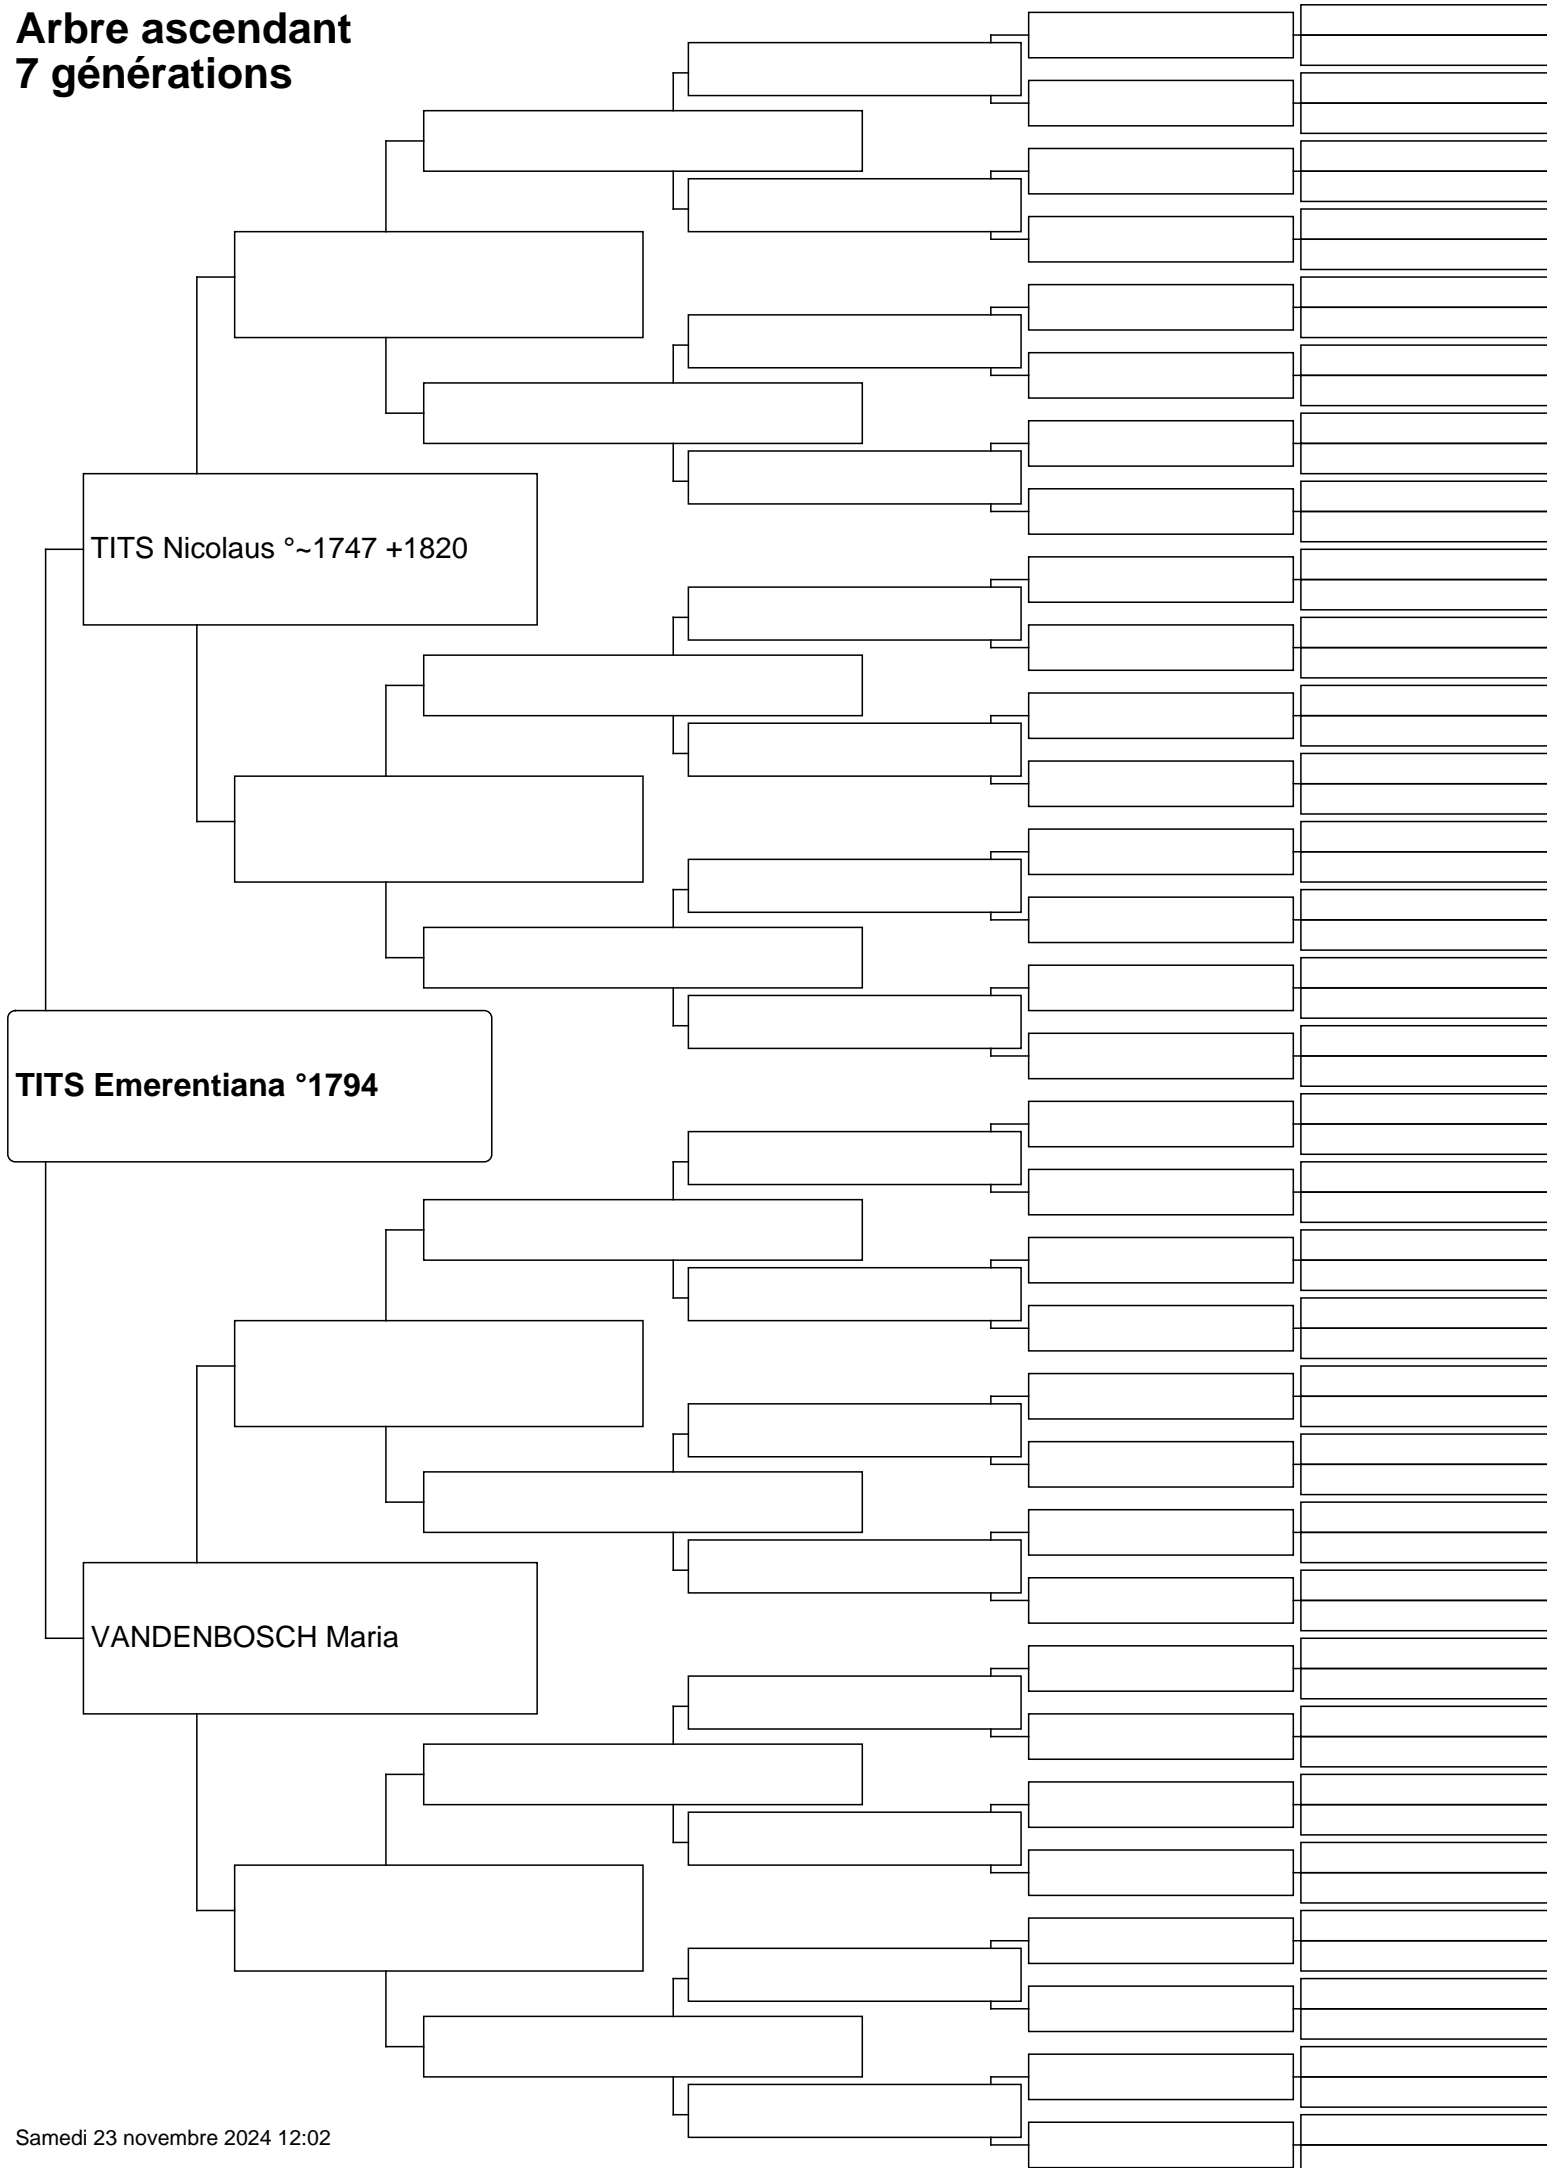 Arbre ascendant
7 générations
TITS Nicolaus °~1747 +1820
TITS Emerentiana °1794
VANDENBOSCH Maria
Samedi 23 novembre 2024 12:02